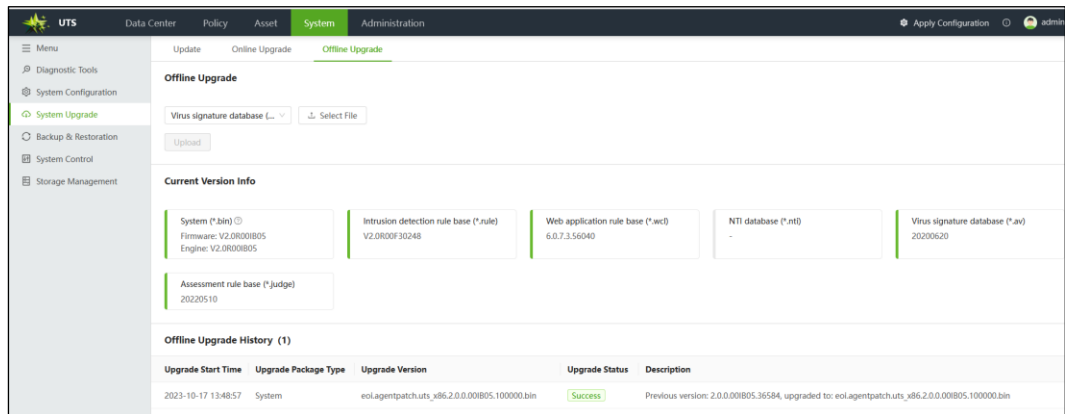 UTS Data Center Policy Asset System Administration Apply Configuration admin
Menu
Diagnostic Tools
System Configuration
System Upgrade
Backup & Restoration
System Control
Storage Management
Update Online Upgrade Offline Upgrade
Offline Upgrade
Virus signature database (... Select File
Upload
Current Version Info
System (*.bin)
Firmware: V2.0R00IB05
Engine: V2.0R00IB05
Intrusion detection rule base (*.rule)
V2.0R00F30248
Web application rule base (*.wcl)
6.0.7.3.56040
NTI database (*.nti)
-
Virus signature database (*.av)
20200620
Assessment rule base (*.judge)
20220510
Offline Upgrade History (1)
Upgrade Start Time Upgrade Package Type Upgrade Version Upgrade Status Description
2023-10-17 13:48:57 System eoi.agentpatch.uts_x86.2.0.0.00IB05.100000.bin Success Previous version: 2.0.0.00IB05.36584, upgraded to: eoi.agentpatch.uts_x86.2.0.0.00IB05.100000.bin